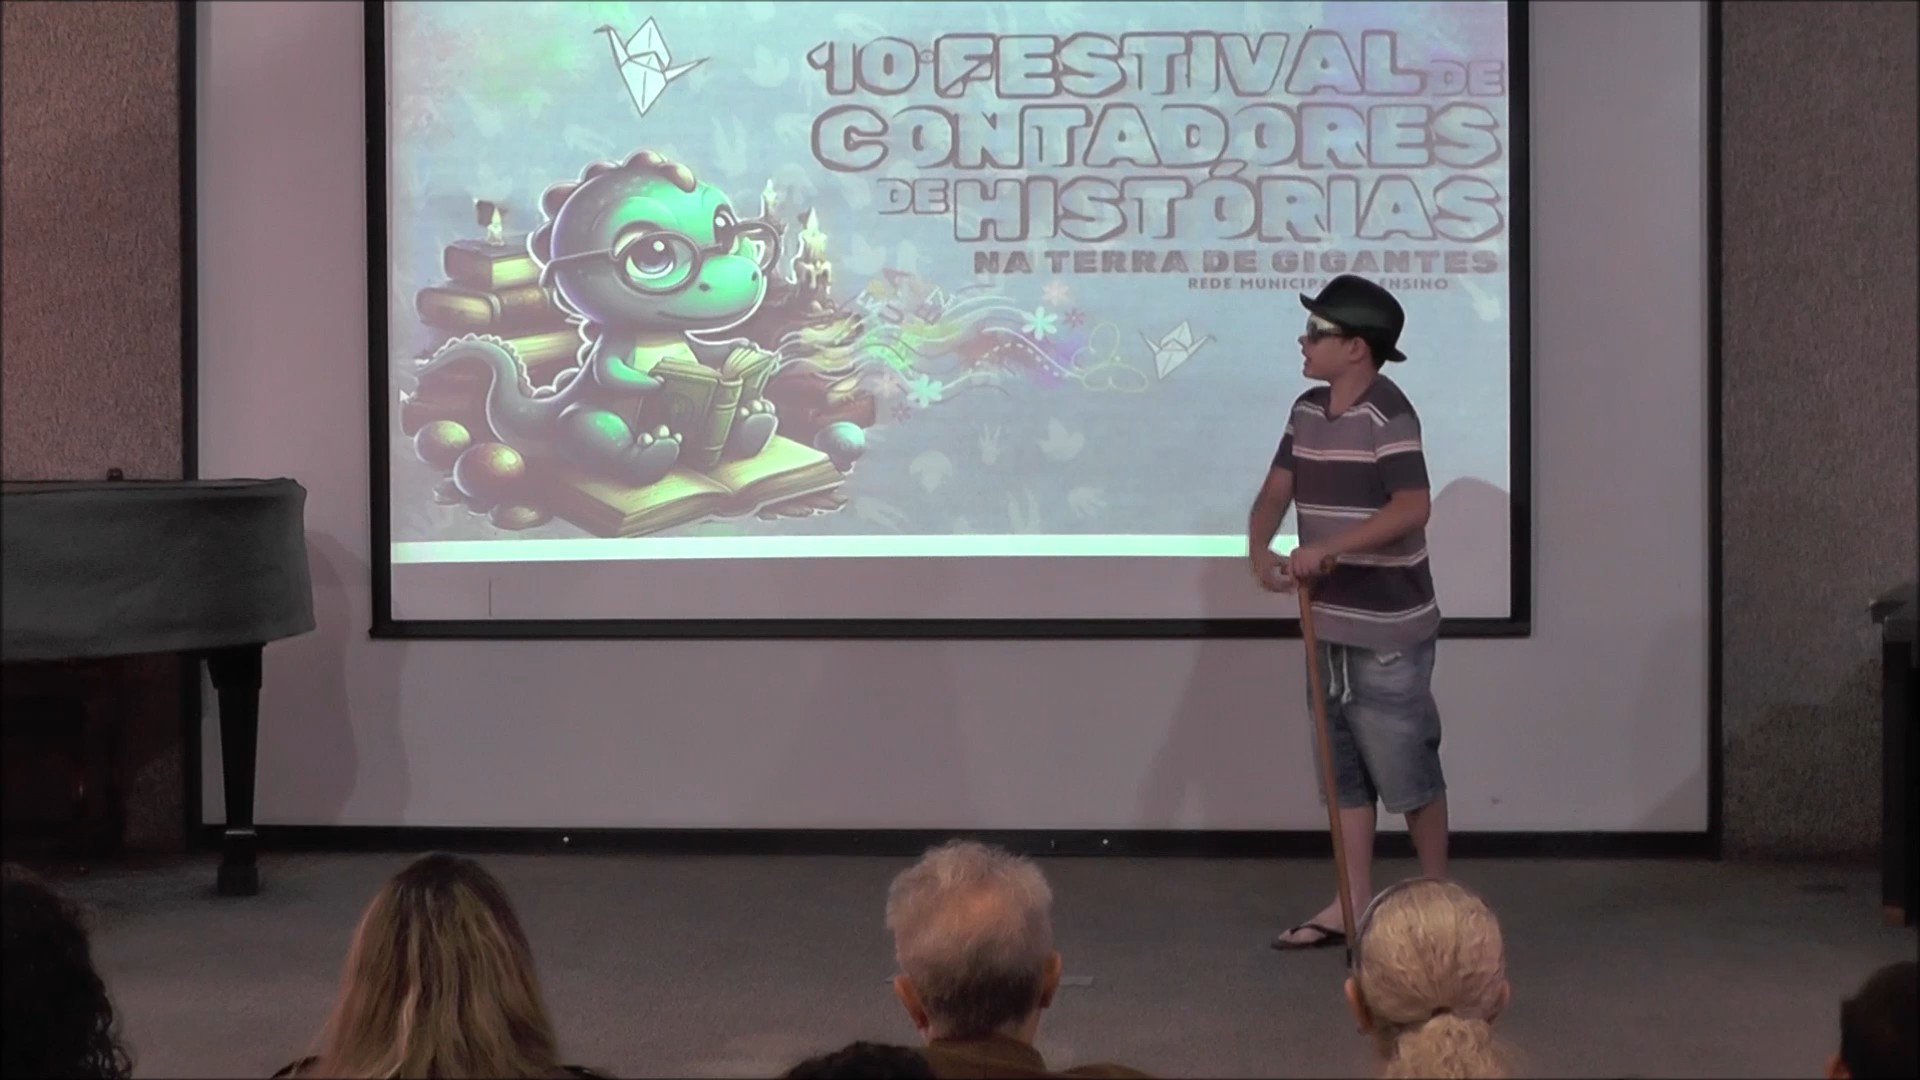 10º FESTIVAL DE
CONTADORES
DE HISTÓRIAS
NA TERRA DE GIGANTES
REDE MUNICIPAL ENSINO